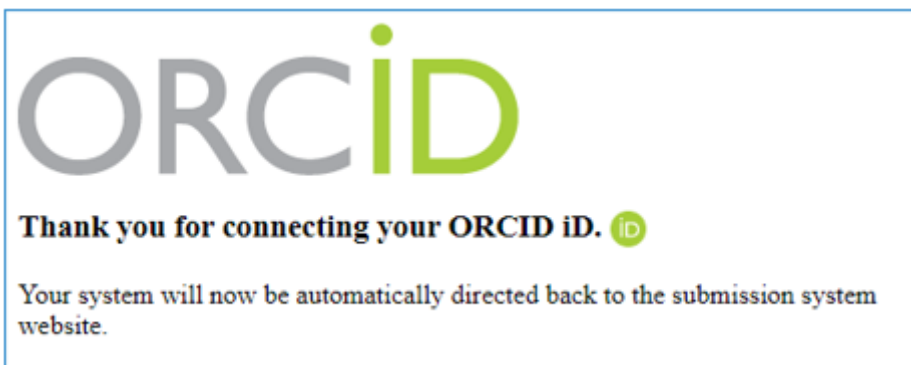 ORCiD
Thank you for connecting your ORCID iD. iD
Your system will now be automatically directed back to the submission system
website.